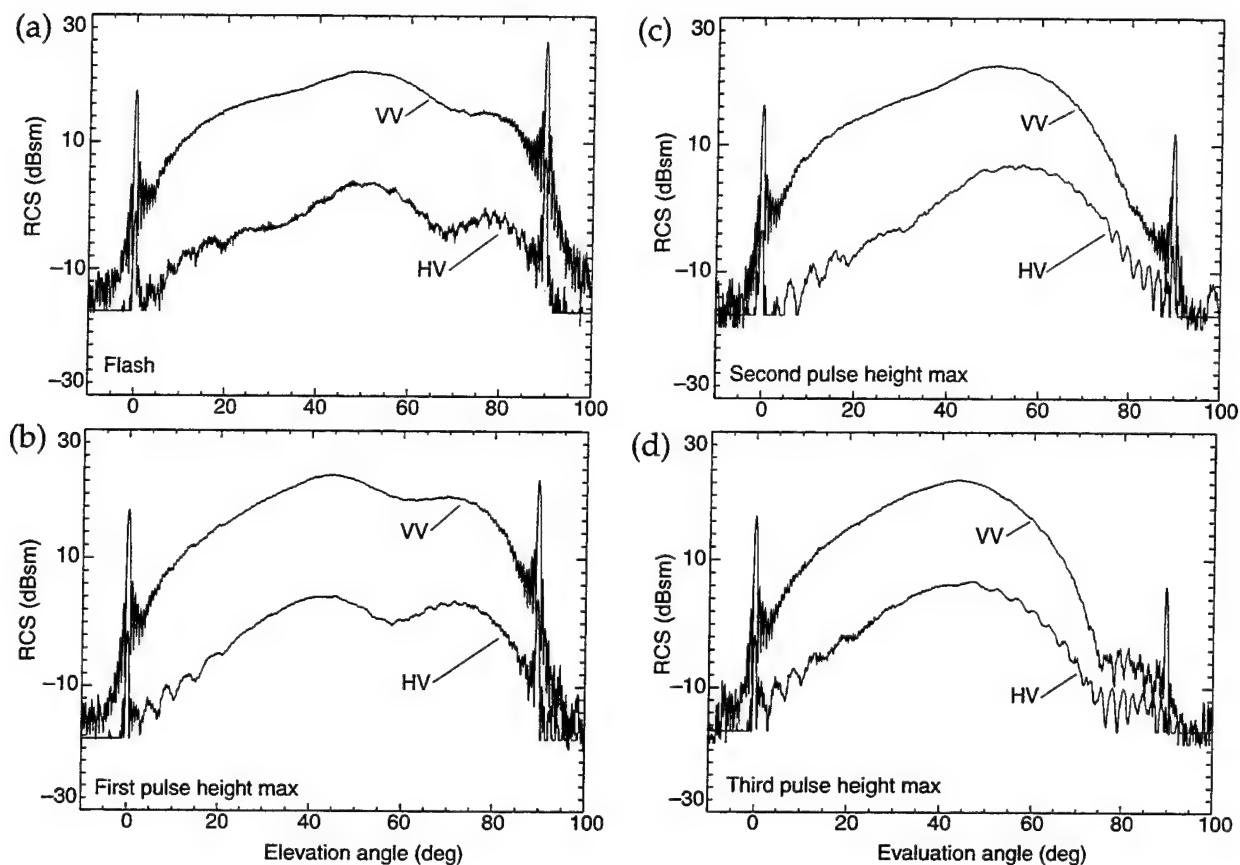 (a)
30
10
−10
−30
RCS (dBsm)
VV
HV
Flash
0 20 40 60 80 100
(c)
30
10
−10
−30
RCS (dBsm)
VV
HV
Second pulse height max
0 20 40 60 80 100
(b)
30
10
−10
−30
RCS (dBsm)
VV
HV
First pulse height max
0 20 40 60 80 100
Elevation angle (deg)
(d)
30
10
−10
−30
RCS (dBsm)
VV
HV
Third pulse height max
0 20 40 60 80 100
Evaluation angle (deg)